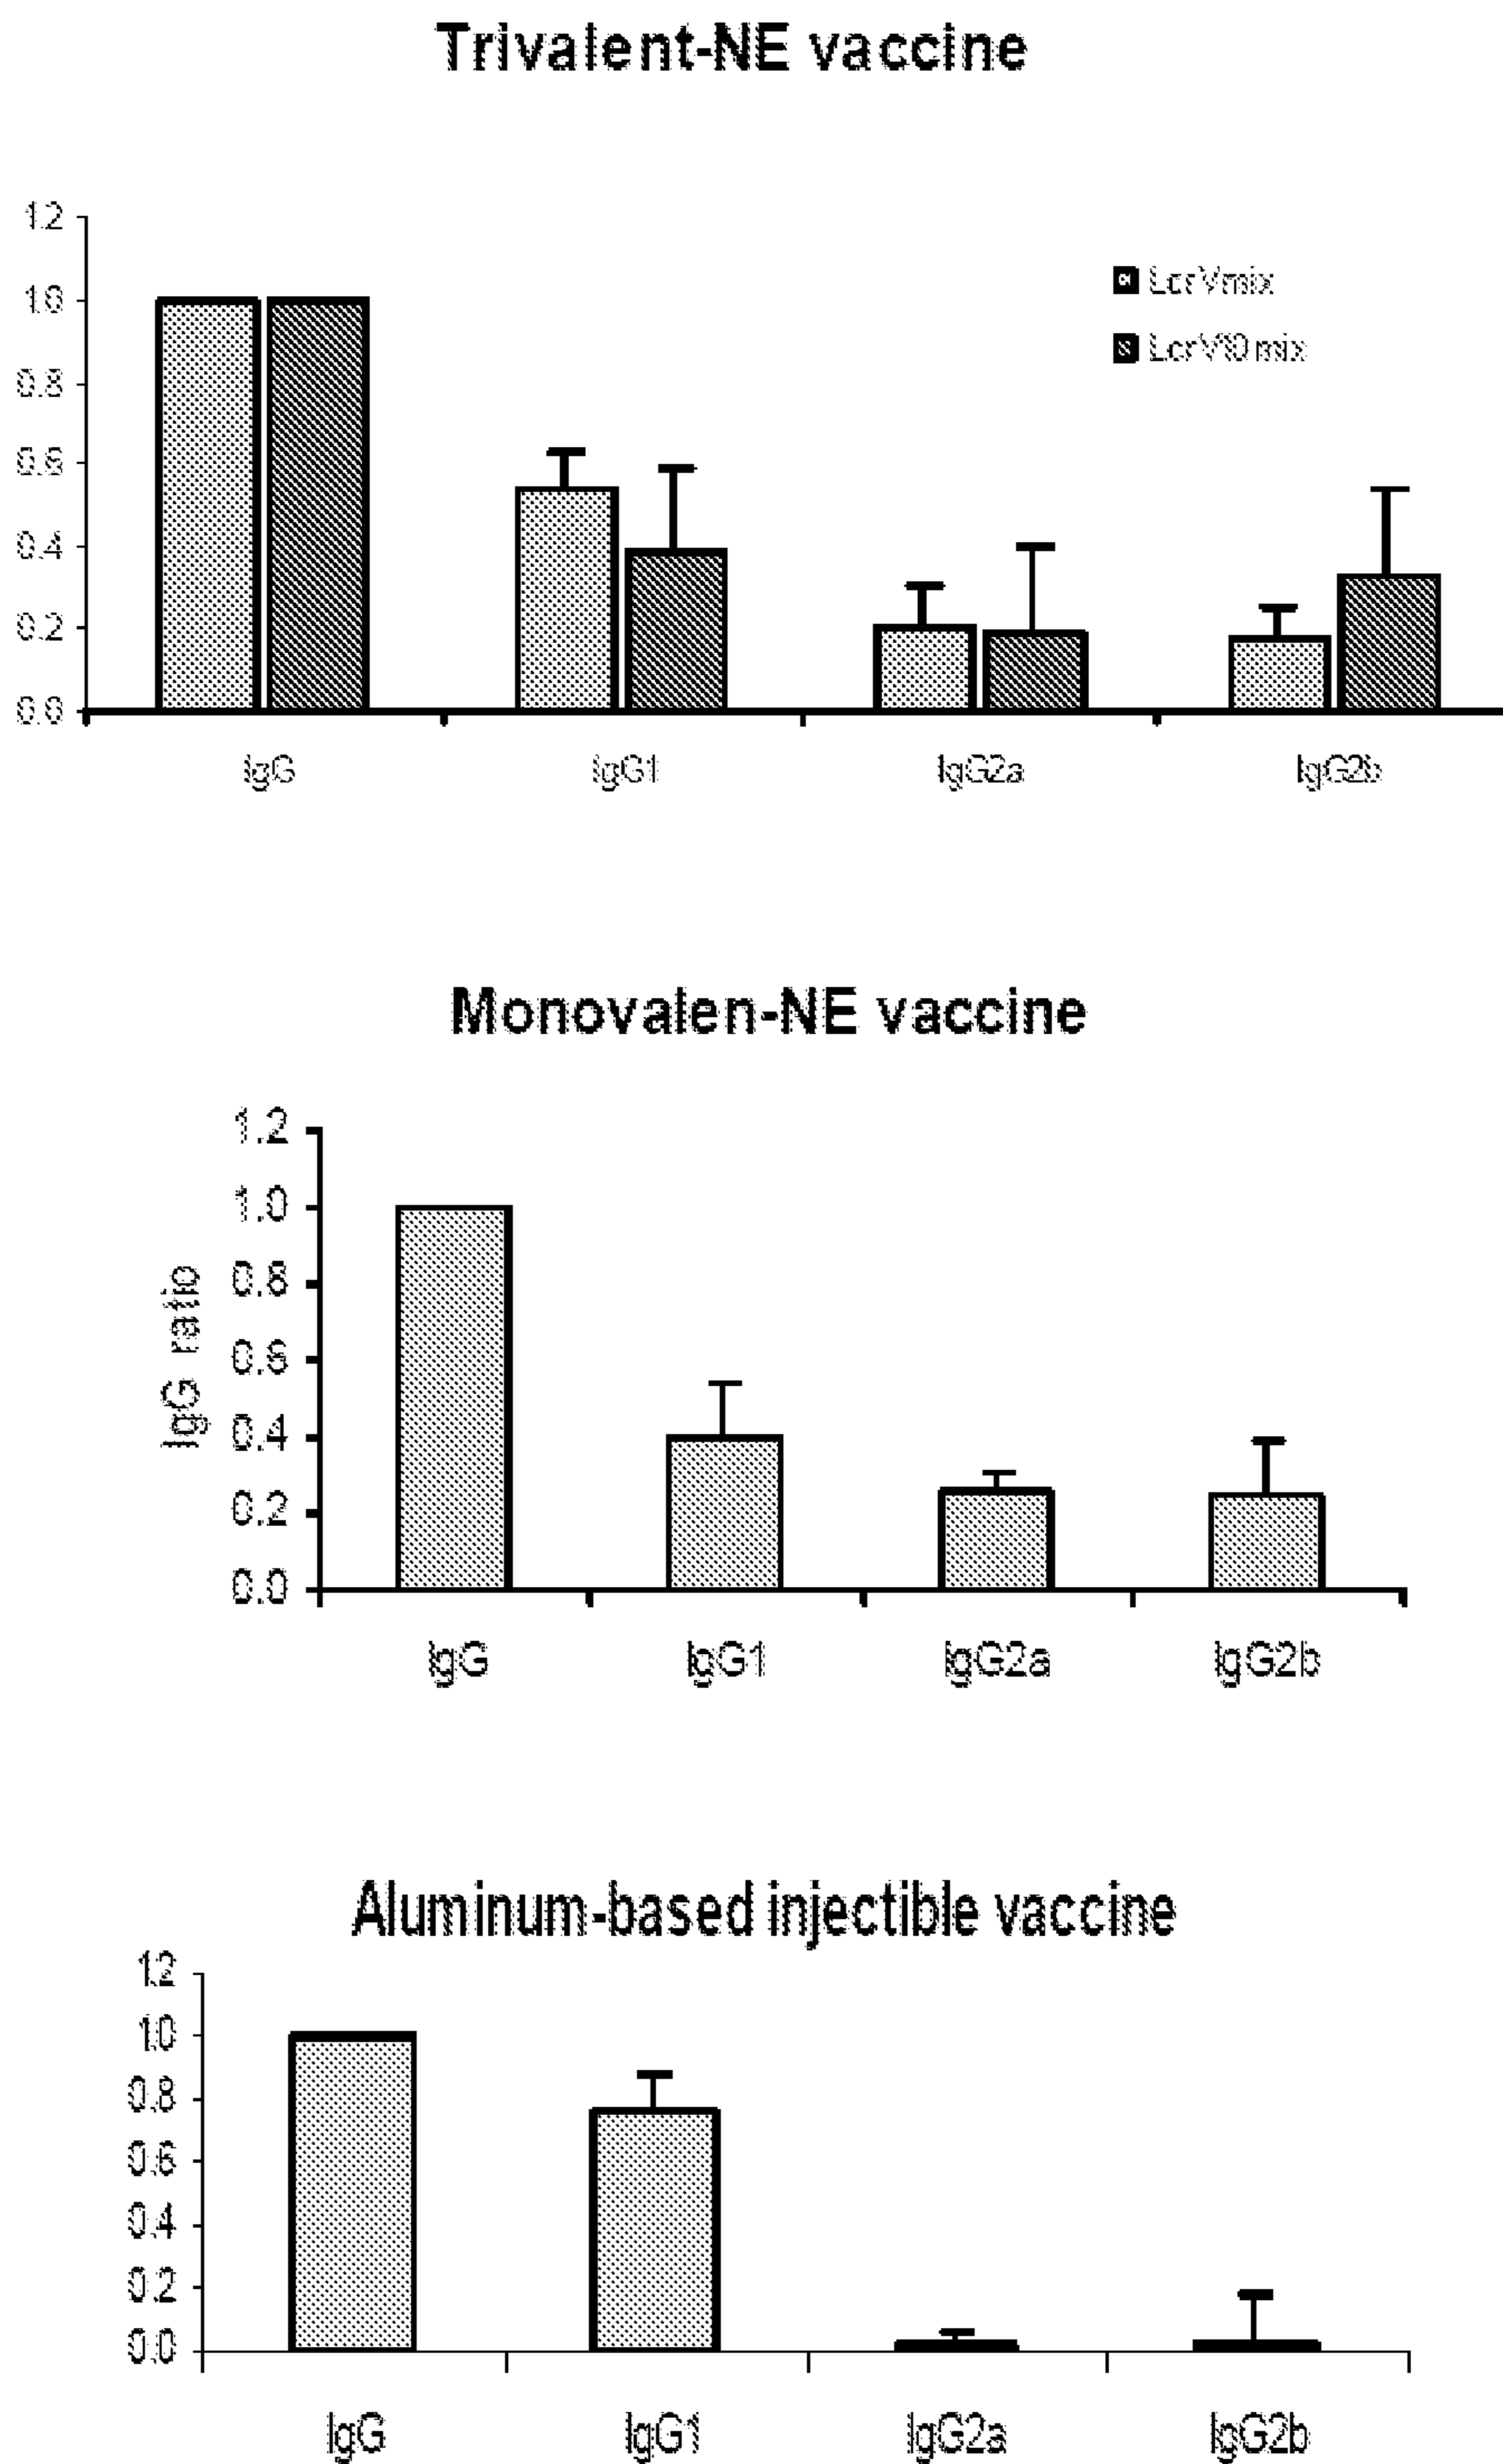 Trivalent-NE vaccine
1.2
1.0
0.8
0.6
0.4
0.2
0.0
LcrVmix
LcrV10 mix
IgG IgG1 IgG2a IgG2b
Monovalen-NE vaccine
IgG ratio
1.2
1.0
0.8
0.6
0.4
0.2
0.0
IgG IgG1 IgG2a IgG2b
Aluminum-based injectible vaccine
1.2
1.0
0.8
0.6
0.4
0.2
0.0
IgG IgG1 IgG2a IgG2b